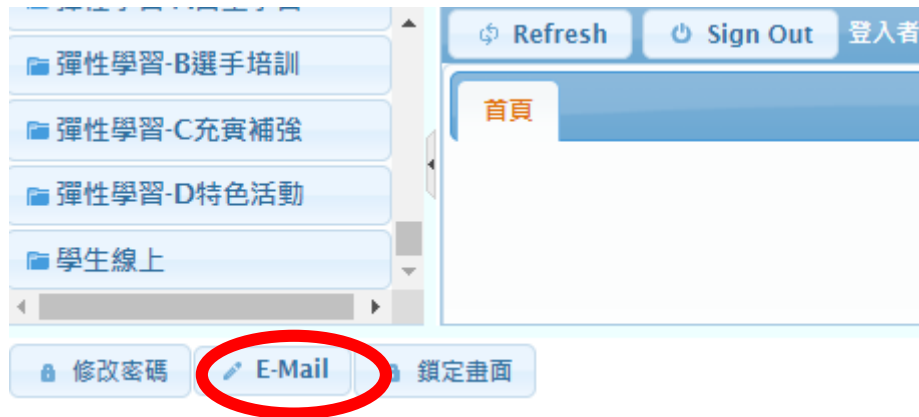 彈性學習-B選手培訓
彈性學習-C充實補強
彈性學習-D特色活動
學生線上
Refresh Sign Out 登入者
首頁
修改密碼 E-Mail 鎖定畫面